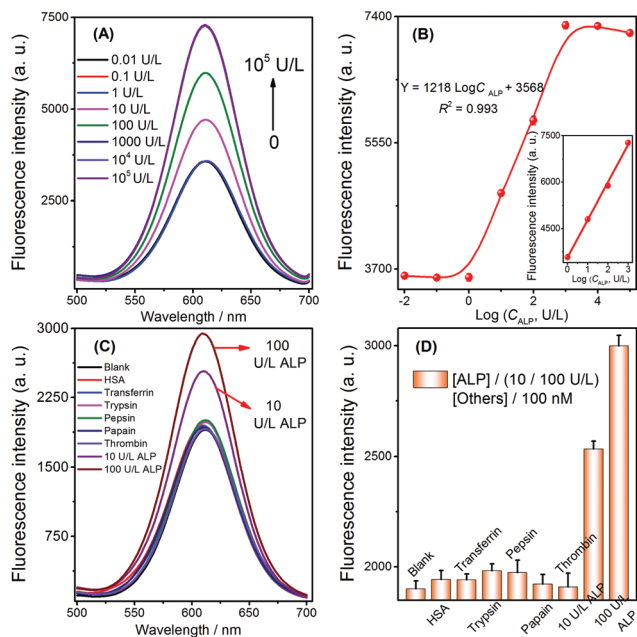 (A)
Fluorescence intensity (a. u.)
7500
5000
2500
0.01 U/L
0.1 U/L
1 U/L
10 U/L
100 U/L
1000 U/L
10⁴ U/L
10⁵ U/L
10⁵ U/L
0
500 550 600 650 700
Wavelength / nm
(B)
Fluorescence intensity (a. u.)
7400
5550
3700
Y = 1218 LogC ALP + 3568
R² = 0.993
-2 0 2 4
Log (C_ALP, U/L)
Fluorescence intensity (a. u.)
7500
6000
4500
0 1 2 3
Log (C_ALP, U/L)
(C)
Fluorescence intensity (a. u.)
3000
2250
1500
750
Blank
HSA
Transferrin
Trypsin
Pepsin
Papain
Thrombin
10 U/L ALP
100 U/L ALP
100
U/L ALP
10
U/L ALP
500 550 600 650 700
Wavelength / nm
(D)
Fluorescence intensity (a. u.)
3000
2500
2000
[ALP] / (10 / 100 U/L)
[Others] / 100 nM
Blank
HSA
Transferrin
Trypsin
Pepsin
Papain
Thrombin
10 U/L ALP
100 U/L
ALP